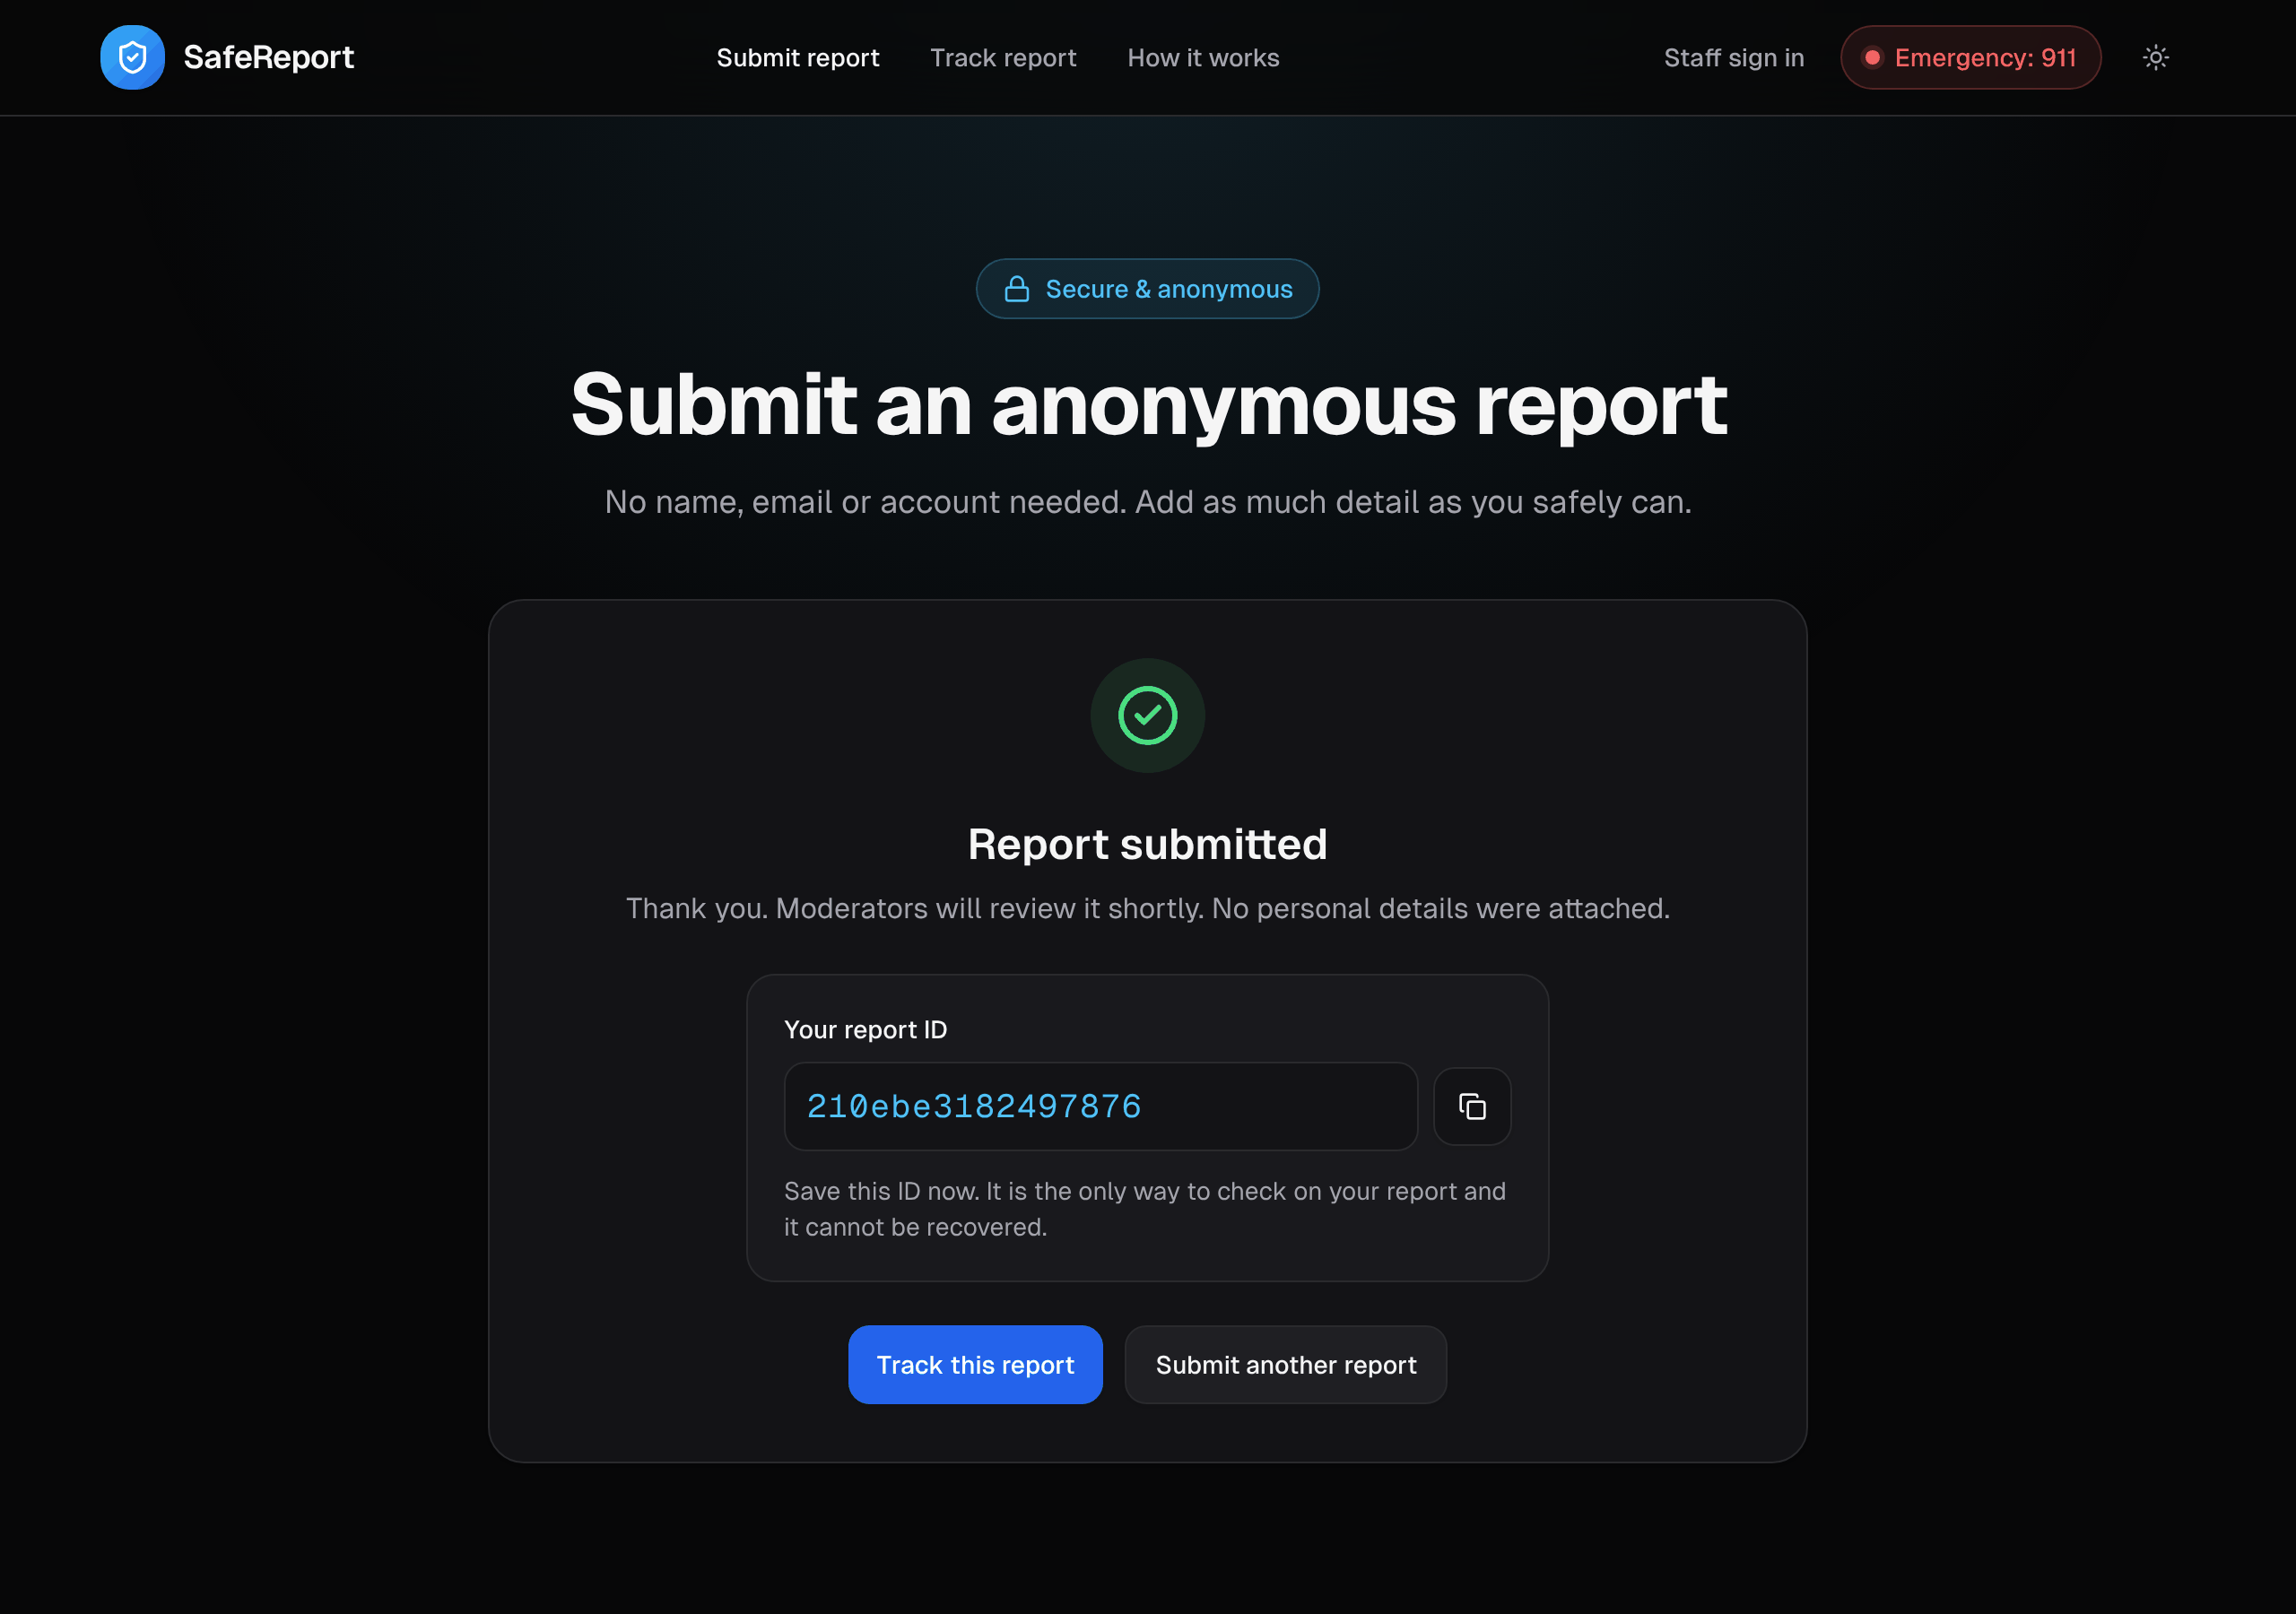 SafeReport
Submit report
Track report
How it works
Staff sign in
Emergency: 911
Secure & anonymous
Submit an anonymous report
No name, email or account needed. Add as much detail as you safely can.
Report submitted
Thank you. Moderators will review it shortly. No personal details were attached.
Your report ID
210ebe3182497876
Save this ID now. It is the only way to check on your report and
it cannot be recovered.
Track this report
Submit another report